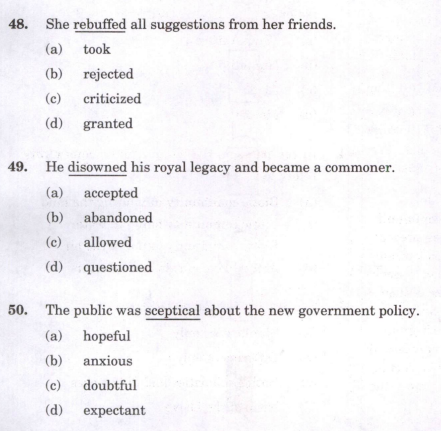 48. She rebuffed all suggestions from her friends.
(a) took
(b) rejected
(c) criticized
(d) granted
49. He disowned his royal legacy and became a commoner.
(a) accepted
(b) abandoned
(c) allowed
(d) questioned
50. The public was sceptical about the new government policy.
(a) hopeful
(b) anxious
(c) doubtful
(d) expectant